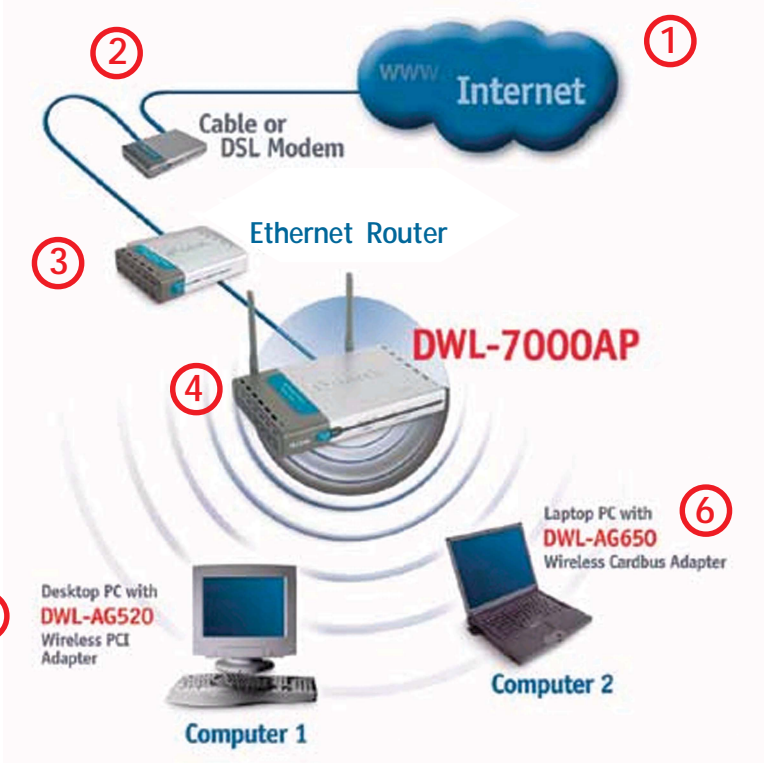 1
2
www.
Internet
Cable or
DSL Modem
Ethernet Router
3
DWL-7000AP
4
Laptop PC with
DWL-AG650
Wireless Cardbus Adapter
6
Desktop PC with
DWL-AG520
Wireless PCI
Adapter
Computer 2
Computer 1